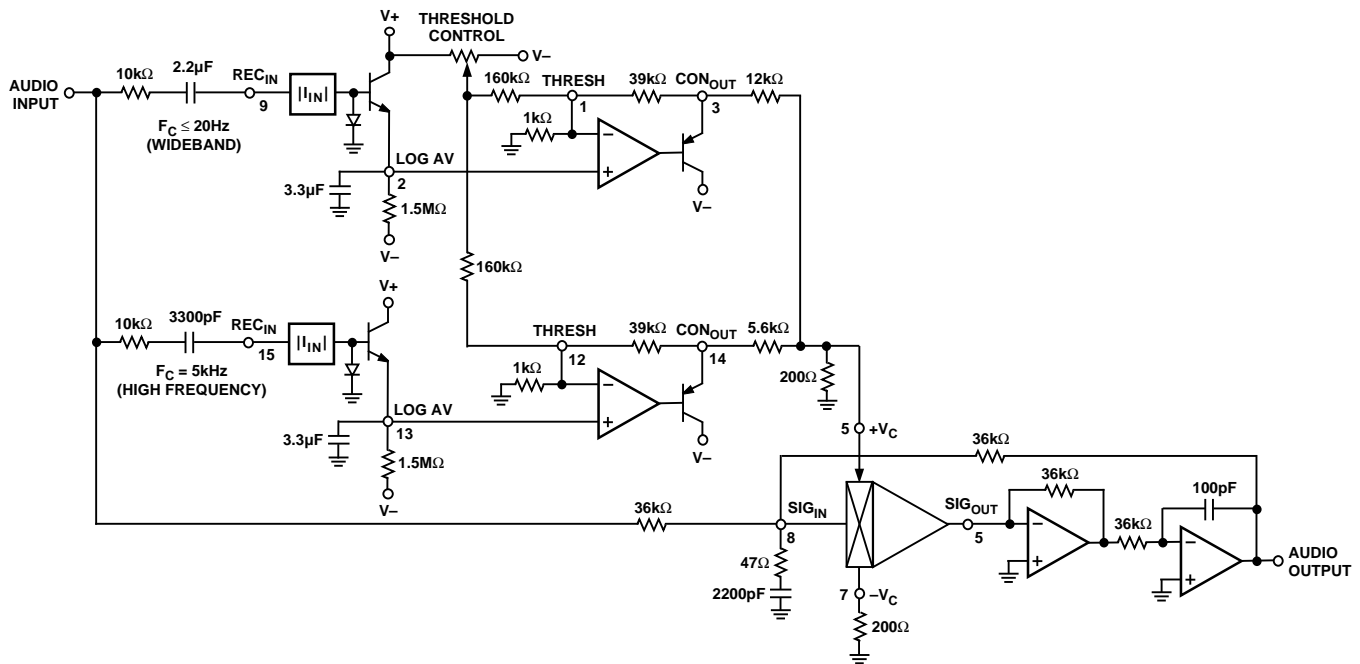 V+
THRESHOLD
CONTROL
V–
AUDIO
INPUT
10kΩ
2.2µF
REC_IN
9
|I_IN|
F_C ≤ 20Hz
(WIDEBAND)
160kΩ
THRESH
1
39kΩ
CON_OUT
3
12kΩ
1kΩ
–
+
V–
LOG AV
2
3.3µF
1.5MΩ
V–
160kΩ
V+
10kΩ
3300pF
REC_IN
15
|I_IN|
F_C = 5kHz
(HIGH FREQUENCY)
THRESH
12
39kΩ
CON_OUT
14
5.6kΩ
200Ω
1kΩ
–
+
V–
LOG AV
13
3.3µF
1.5MΩ
V–
5
+V_C
36kΩ
36kΩ
SIG_IN
8
SIG_OUT
5
36kΩ
–
+
36kΩ
100pF
–
+
AUDIO
OUTPUT
47Ω
2200pF
7
–V_C
200Ω